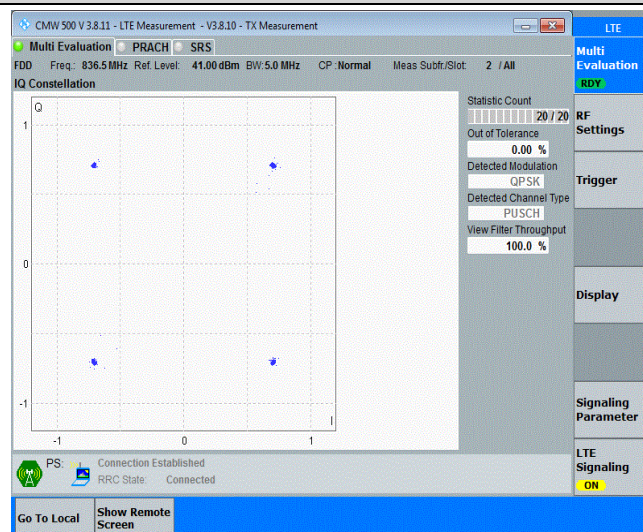 CMW 500 V 3.8.11 - LTE Measurement - V3.8.10 - TX Measurement
LTE
Multi Evaluation PRACH SRS
Multi
Evaluation
RDY
FDD Freq.: 836.5 MHz Ref. Level: 41.00 dBm BW: 5.0 MHz CP : Normal Meas Subfr./Slot: 2 / All
IQ Constellation
Q
1
0
-1
-1 0 1
I
Statistic Count
20 / 20
Out of Tolerance
0.00 %
Detected Modulation
QPSK
Detected Channel Type
PUSCH
View Filter Throughput
100.0 %
RF
Settings
Trigger
Display
Signaling
Parameter
LTE
Signaling
ON
PS: Connection Established
RRC State: Connected
Go To Local
Show Remote
Screen